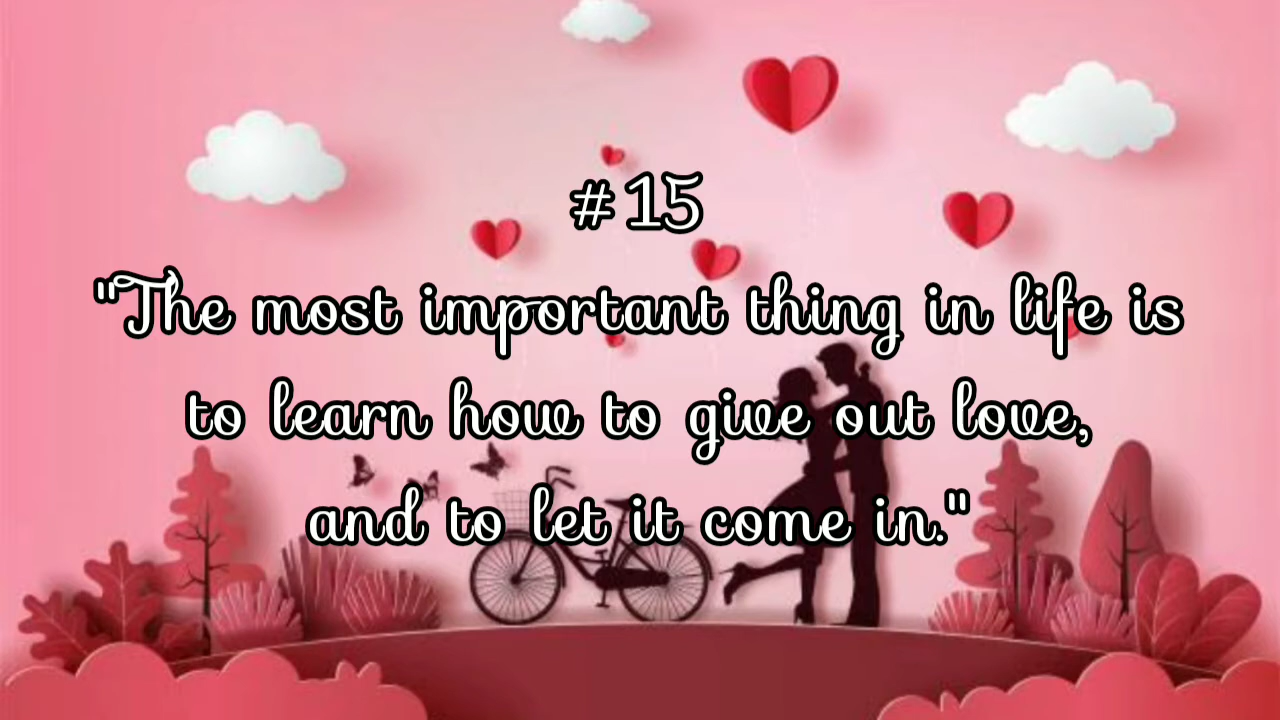 #15
"The most important thing in life is
to learn how to give out love,
and to let it come in."